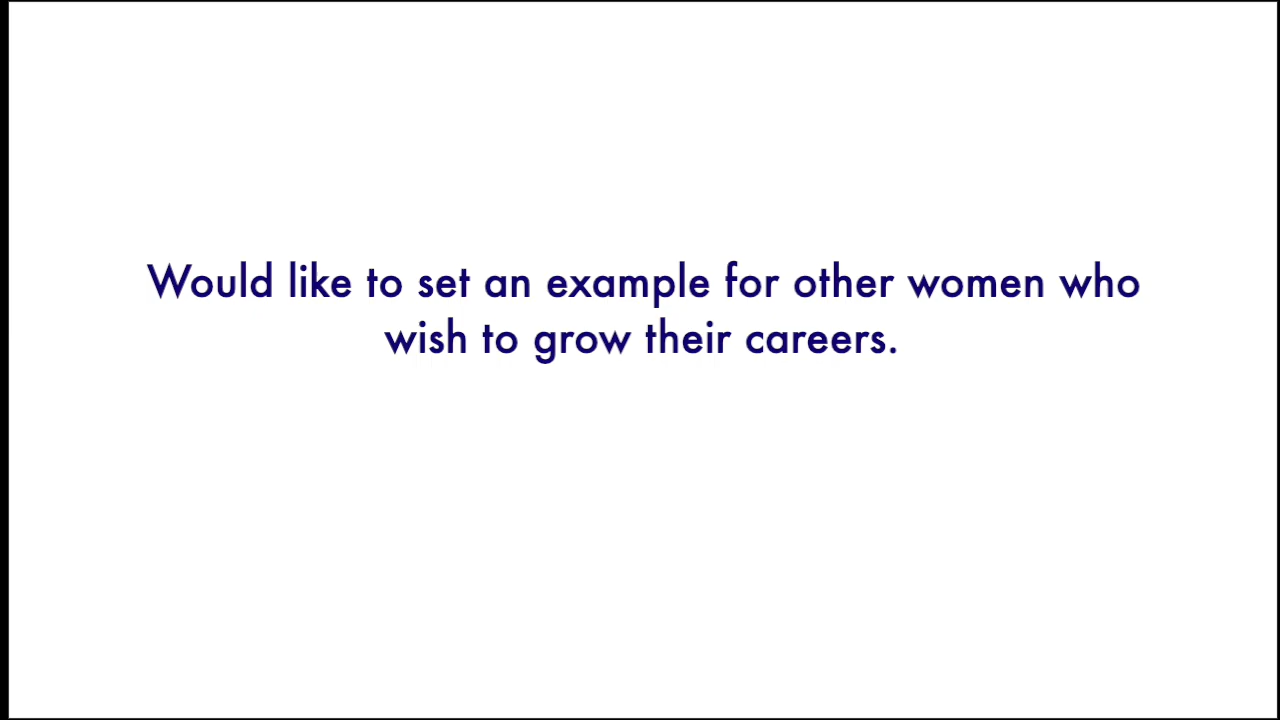 Would like to set an example for other women who
wish to grow their careers.